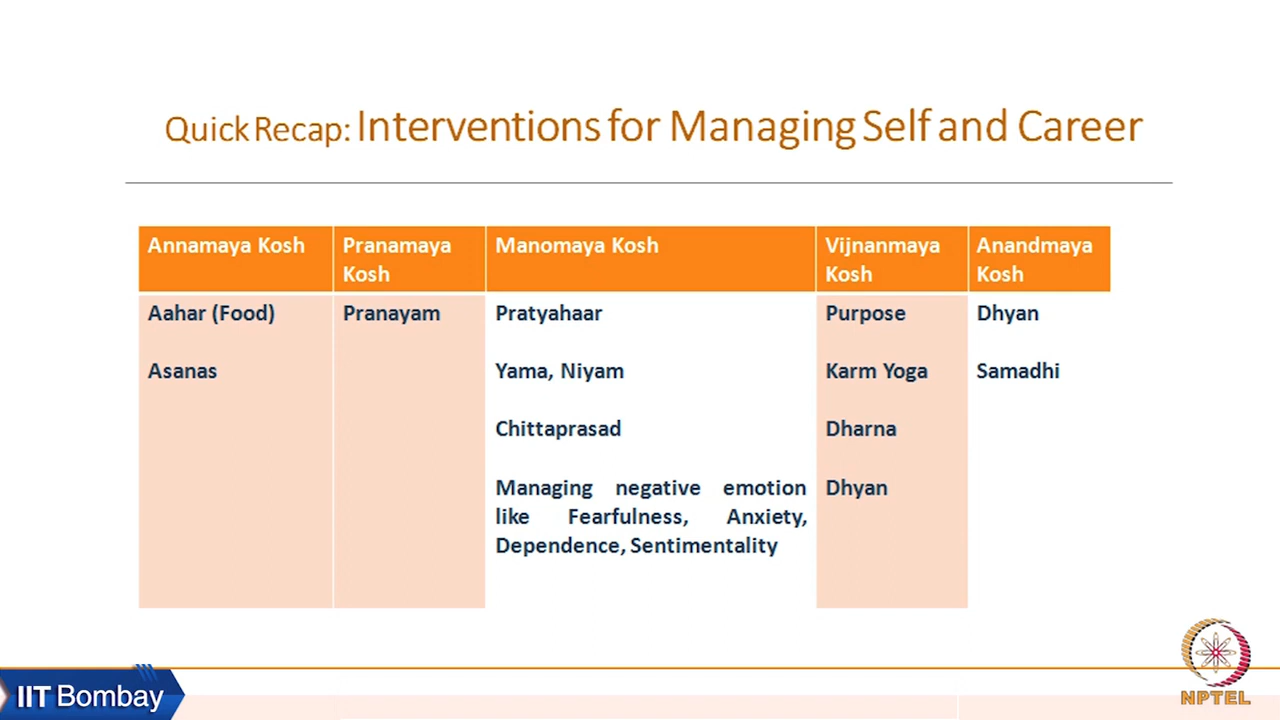 Quick Recap: Interventions for Managing Self and Career
Annamaya Kosh
Pranamaya
Kosh
Manomaya Kosh
Vijnanmaya
Kosh
Anandmaya
Kosh
Aahar (Food)
Asanas
Pranayam
Pratyahaar
Yama, Niyam
Chittaprasad
Managing negative emotion
like Fearfulness, Anxiety,
Dependence, Sentimentality
Purpose
Karm Yoga
Dharna
Dhyan
Dhyan
Samadhi
IIT Bombay
NPTEL